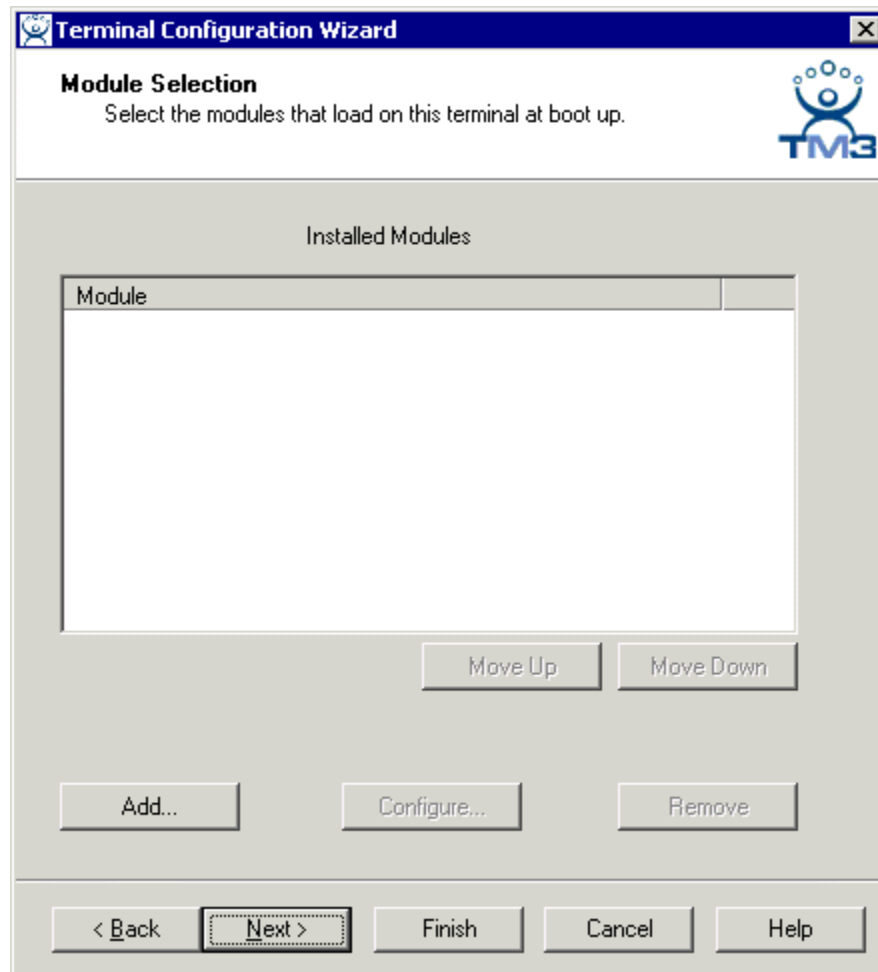 Terminal Configuration Wizard
Module Selection
Select the modules that load on this terminal at boot up.
TM3
Installed Modules
Module
Move Up
Move Down
Add...
Configure...
Remove
< Back
Next >
Finish
Cancel
Help